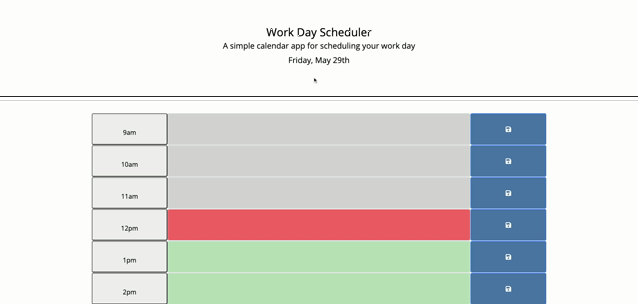 Work Day Scheduler
A simple calendar app for scheduling your work day
Friday, May 29th
9am
10am
11am
12pm
1pm
2pm